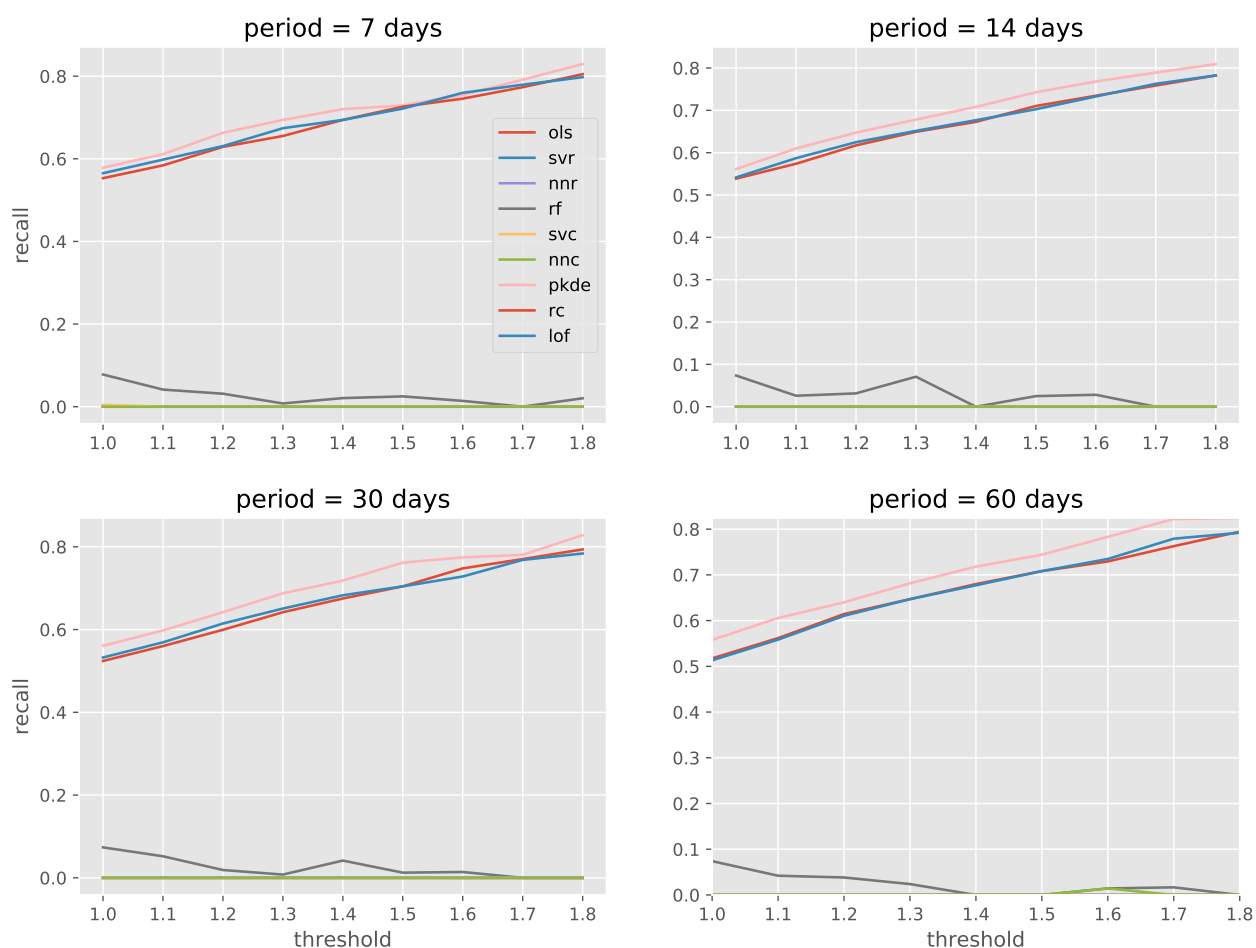 period = 7 days
recall
0.8
0.6
0.4
0.2
0.0
1.0 1.1 1.2 1.3 1.4 1.5 1.6 1.7 1.8
ols
svr
nnr
rf
svc
nnc
pkde
rc
lof
period = 14 days
0.8
0.7
0.6
0.5
0.4
0.3
0.2
0.1
0.0
1.0 1.1 1.2 1.3 1.4 1.5 1.6 1.7 1.8
period = 30 days
recall
0.8
0.6
0.4
0.2
0.0
1.0 1.1 1.2 1.3 1.4 1.5 1.6 1.7 1.8
threshold
period = 60 days
0.8
0.7
0.6
0.5
0.4
0.3
0.2
0.1
0.0
1.0 1.1 1.2 1.3 1.4 1.5 1.6 1.7 1.8
threshold